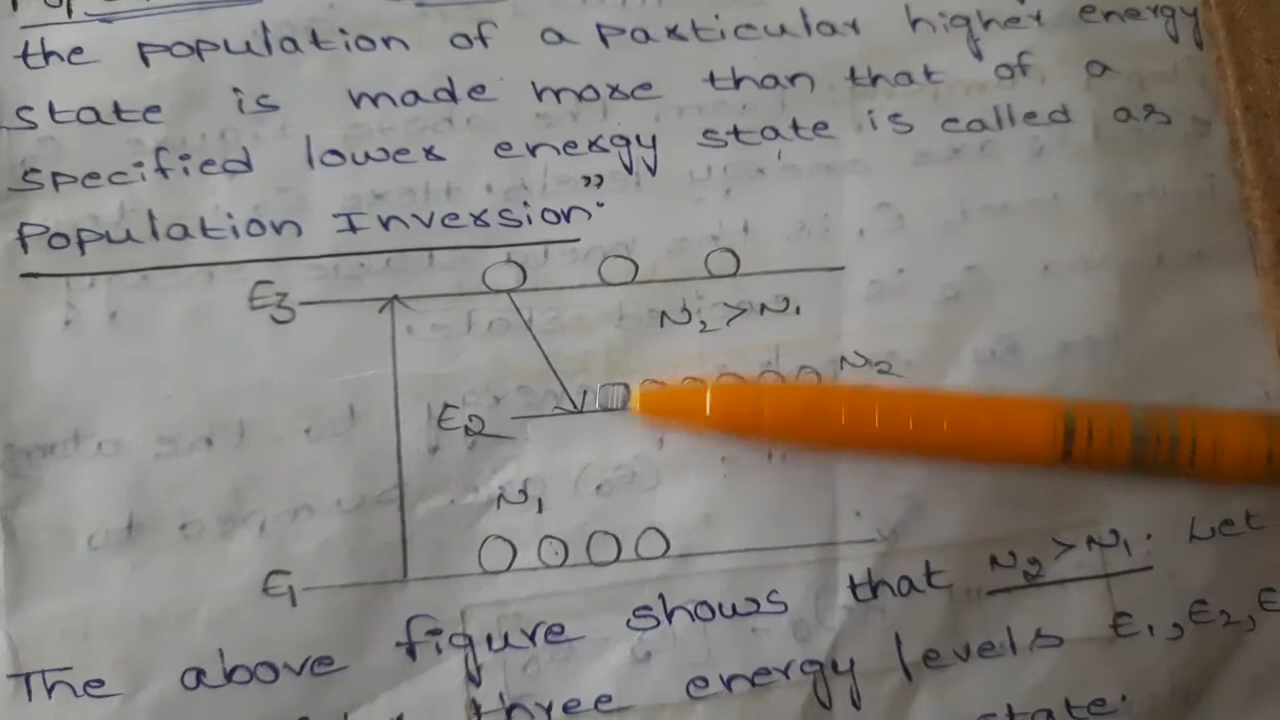 the population of a particular higher energy
state is made more than that of a
specified lower energy state is called as
Population Inversion".
E3
N2 > N1
N2
E2
N1
E1
The above figure shows that N2 > N1. Let
three energy levels E1, E2, E
state.